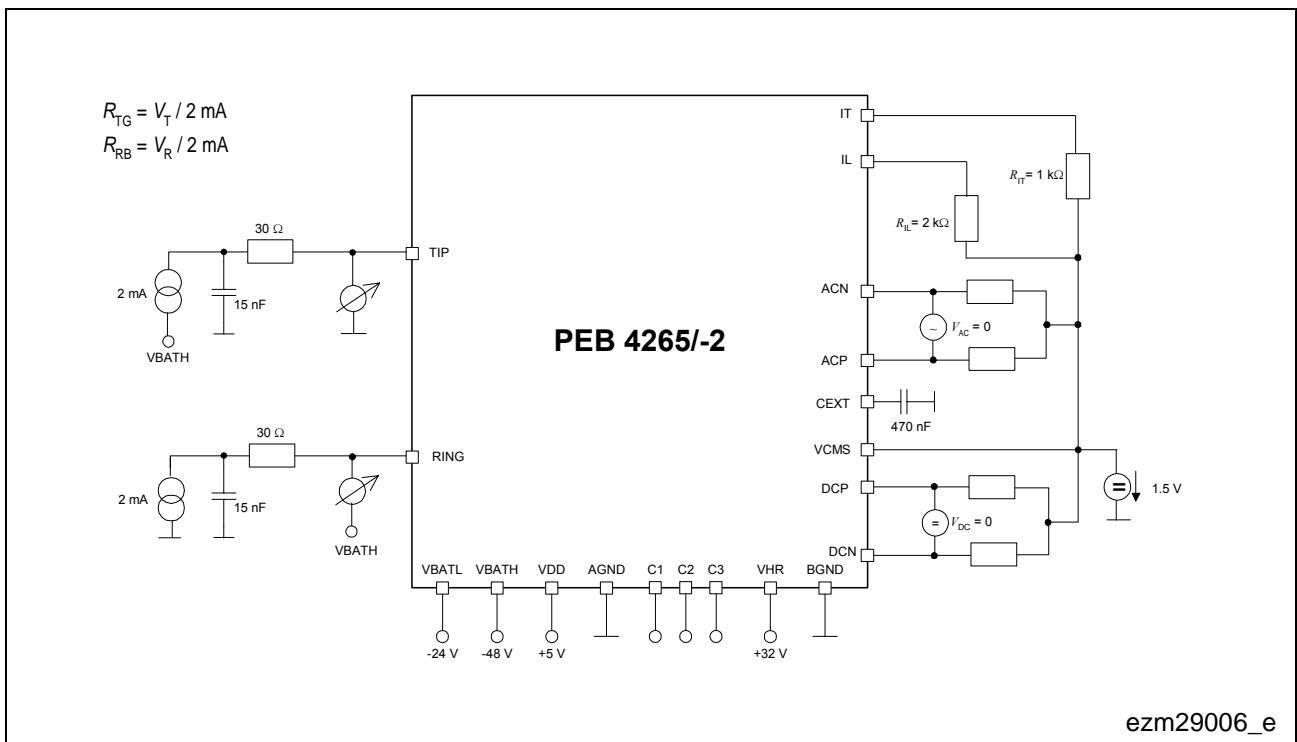 R_TG = V_T / 2 mA
R_RB = V_R / 2 mA
IT
IL
R_IT = 1 kΩ
R_IL = 2 kΩ
30 Ω
TIP
2 mA
15 nF
VBATH
ACN
V_AC = 0
ACP
PEB 4265/-2
CEXT
470 nF
30 Ω
RING
VCMS
2 mA
15 nF
VBATH
DCP
1.5 V
V_DC = 0
DCN
VBATL VBATH VDD AGND C1 C2 C3 VHR BGND
-24 V -48 V +5 V +32 V
ezm29006_e